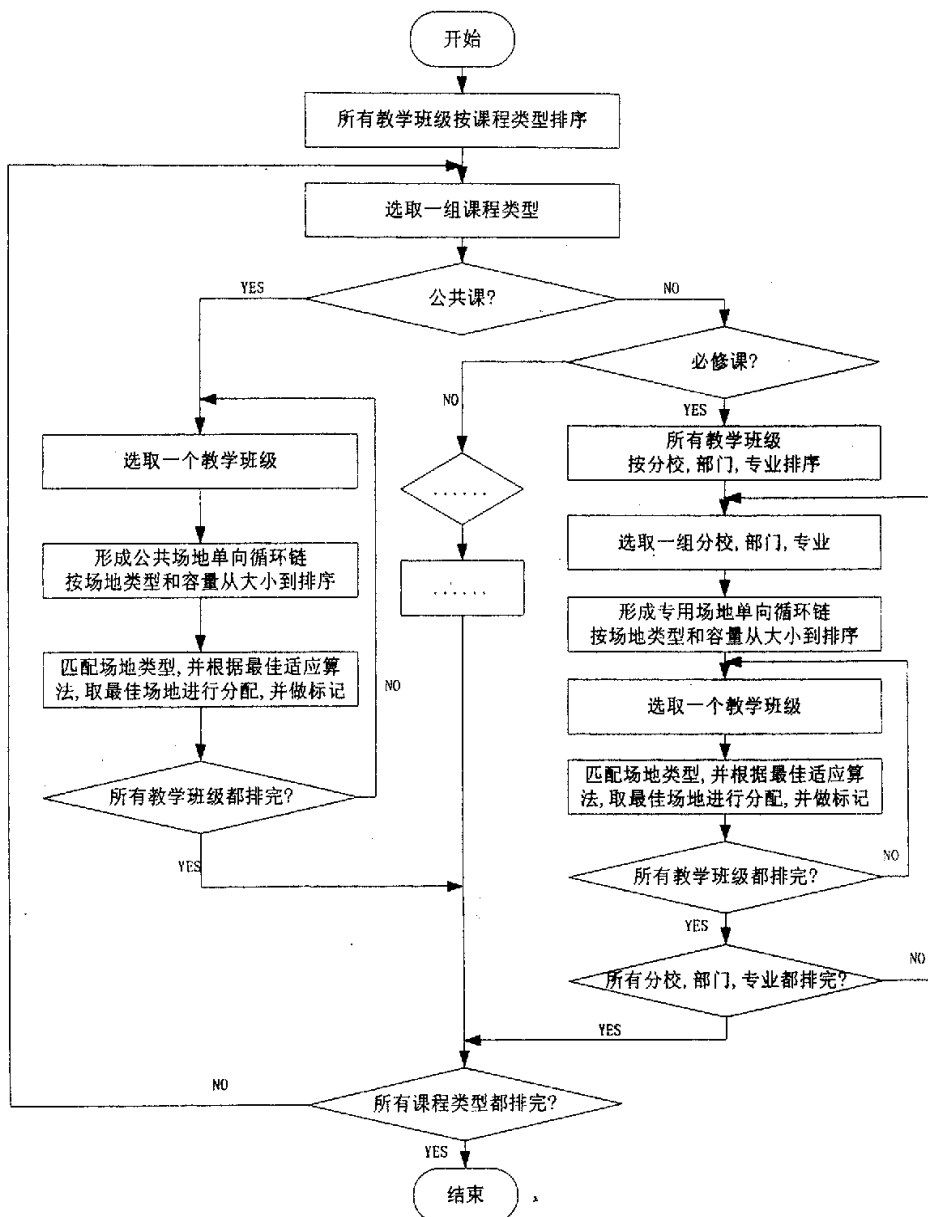 开始
所有教学班级按课程类型排序
选取一组课程类型
公共课?
YES
NO
必修课?
NO
YES
选取一个教学班级
形成公共场地单向循环链
按场地类型和容量从大小到排序
匹配场地类型,并根据最佳适应算
法,取最佳场地进行分配,并做标记
NO
所有教学班级都排完?
YES
......
......
所有教学班级
按分校,部门,专业排序
选取一组分校,部门,专业
形成专用场地单向循环链
按场地类型和容量从大小到排序
选取一个教学班级
匹配场地类型,并根据最佳适应算
法,取最佳场地进行分配,并做标记
NO
所有教学班级都排完?
YES
NO
所有分校,部门,专业都排完?
YES
NO
所有课程类型都排完?
YES
结束